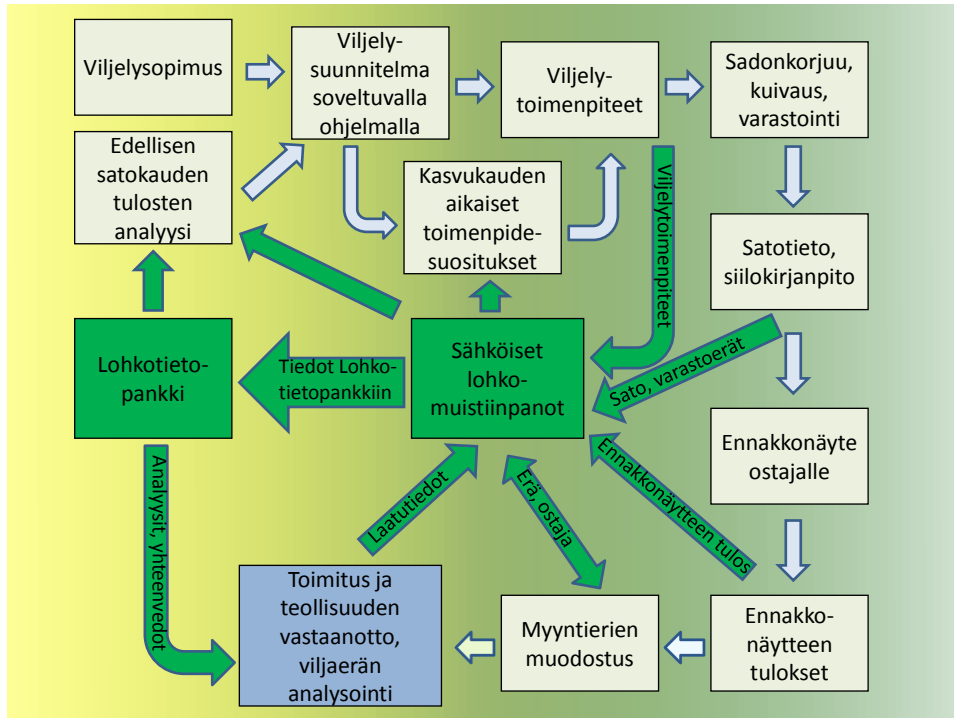 Viljelysopimus
Viljely-
suunnitelma
soveltuvalla
ohjelmalla
Viljely-
toimenpiteet
Sadonkorjuu,
kuivaus,
varastointi
Edellisen
satokauden
tulosten
analyysi
Kasvukauden
aikaiset
toimenpide-
suositukset
Viljelytoimenpiteet
Satotieto,
siilokirjanpito
Lohkotieto-
pankki
Tiedot Lohko-
tietopankkiin
Sähköiset
lohko-
muistiinpanot
Sato, varastoerät
Ennakkonäyte
ostajalle
Analyysit, yhteenvedot
Laatutiedot
Erä, ostaja
Ennakkonäytteen tulos
Toimitus ja
teollisuuden
vastaanotto,
viljaerän
analysointi
Myyntierien
muodostus
Ennakko-
näytteen
tulokset